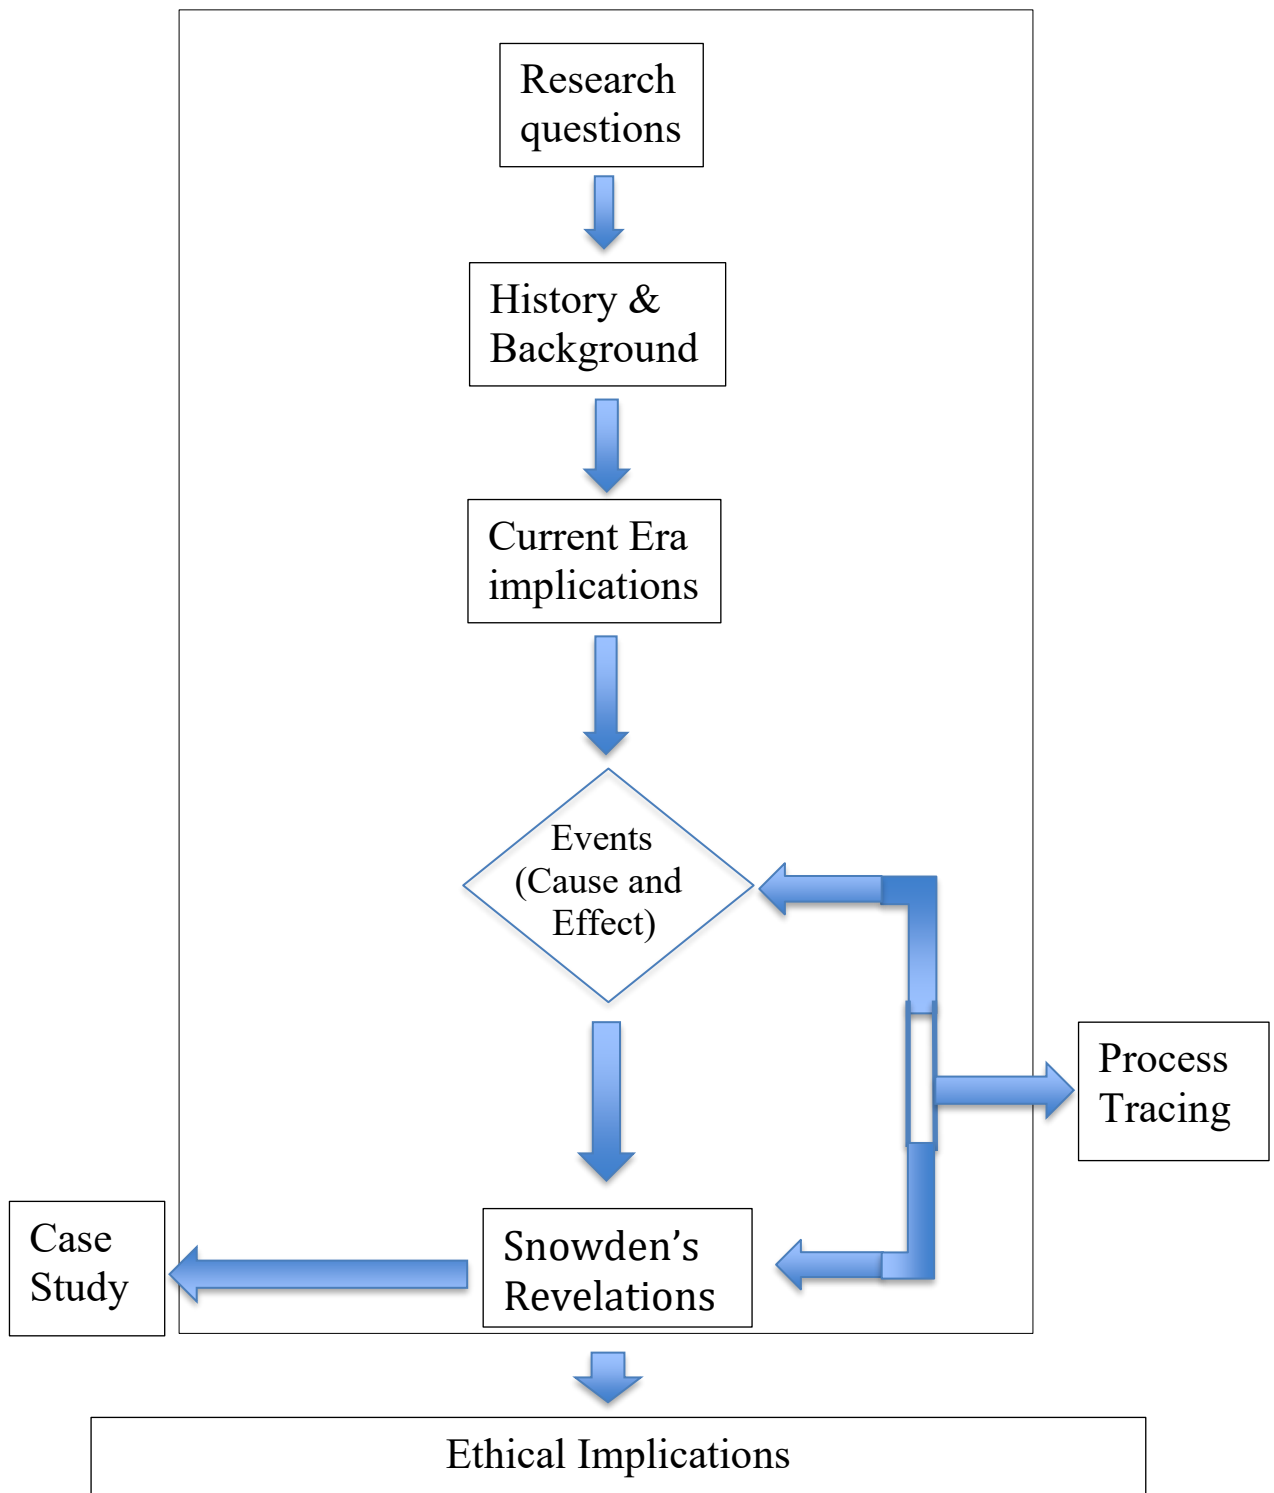 Research
questions
History &
Background
Current Era
implications
Events
(Cause and
Effect)
Process
Tracing
Case
Study
Snowden’s
Revelations
Ethical Implications